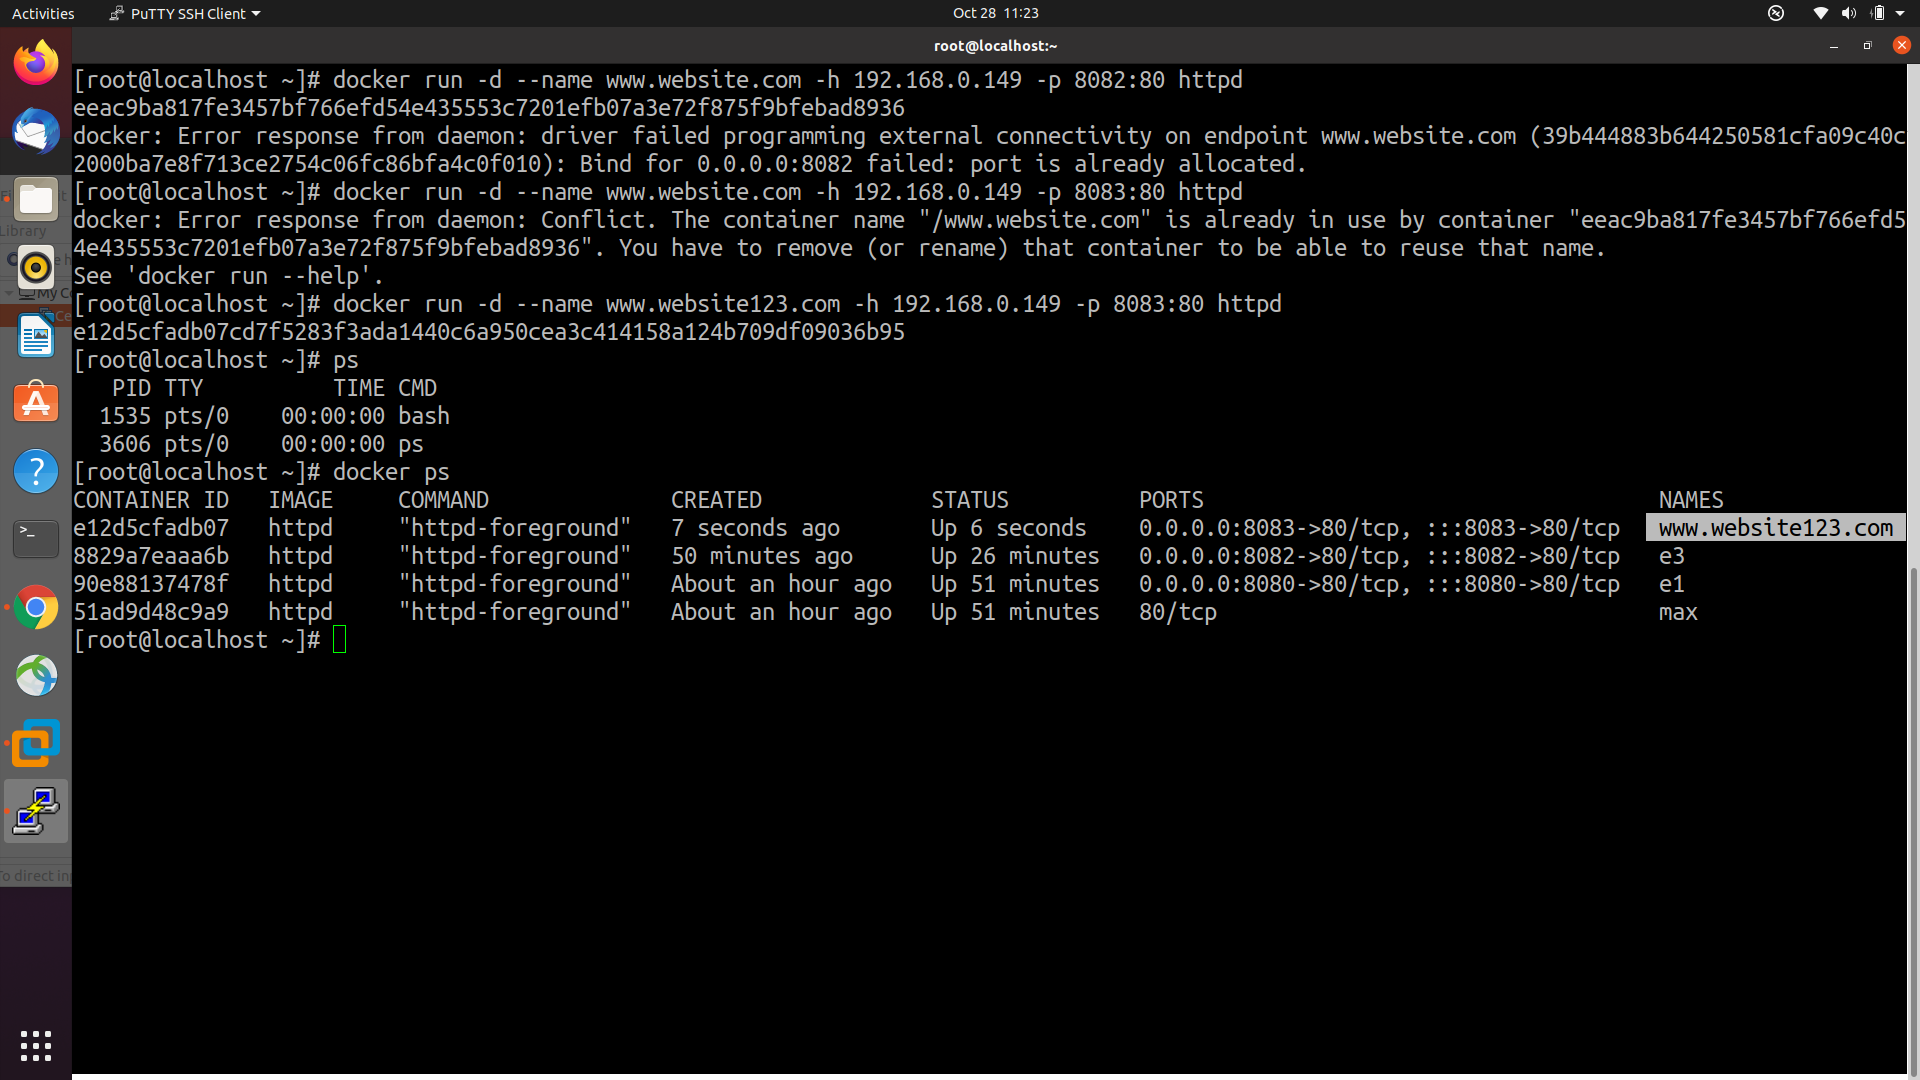 Activities PuTTY SSH Client Oct 28 11:23
root@localhost:~
[root@localhost ~]# docker run -d --name www.website.com -h 192.168.0.149 -p 8082:80 httpd
eeac9ba817fe3457bf766efd54e435553c7201efb07a3e72f875f9bfebad8936
docker: Error response from daemon: driver failed programming external connectivity on endpoint www.website.com (39b444883b644250581cfa09c40c
2000ba7e8f713ce2754c06fc86bfa4c0f010): Bind for 0.0.0.0:8082 failed: port is already allocated.
[root@localhost ~]# docker run -d --name www.website.com -h 192.168.0.149 -p 8083:80 httpd
docker: Error response from daemon: Conflict. The container name "/www.website.com" is already in use by container "eeac9ba817fe3457bf766efd5
4e435553c7201efb07a3e72f875f9bfebad8936". You have to remove (or rename) that container to be able to reuse that name.
See 'docker run --help'.
[root@localhost ~]# docker run -d --name www.website123.com -h 192.168.0.149 -p 8083:80 httpd
e12d5cfadb07cd7f5283f3ada1440c6a950cea3c414158a124b709df09036b95
[root@localhost ~]# ps
PID TTY TIME CMD
1535 pts/0 00:00:00 bash
3606 pts/0 00:00:00 ps
[root@localhost ~]# docker ps
CONTAINER ID IMAGE COMMAND CREATED STATUS PORTS NAMES
e12d5cfadb07 httpd "httpd-foreground" 7 seconds ago Up 6 seconds 0.0.0.0:8083->80/tcp, :::8083->80/tcp www.website123.com
8829a7eaaa6b httpd "httpd-foreground" 50 minutes ago Up 26 minutes 0.0.0.0:8082->80/tcp, :::8082->80/tcp e3
90e88137478f httpd "httpd-foreground" About an hour ago Up 51 minutes 0.0.0.0:8080->80/tcp, :::8080->80/tcp e1
51ad9d48c9a9 httpd "httpd-foreground" About an hour ago Up 51 minutes 80/tcp max
[root@localhost ~]#
Library
My Co
To direct in